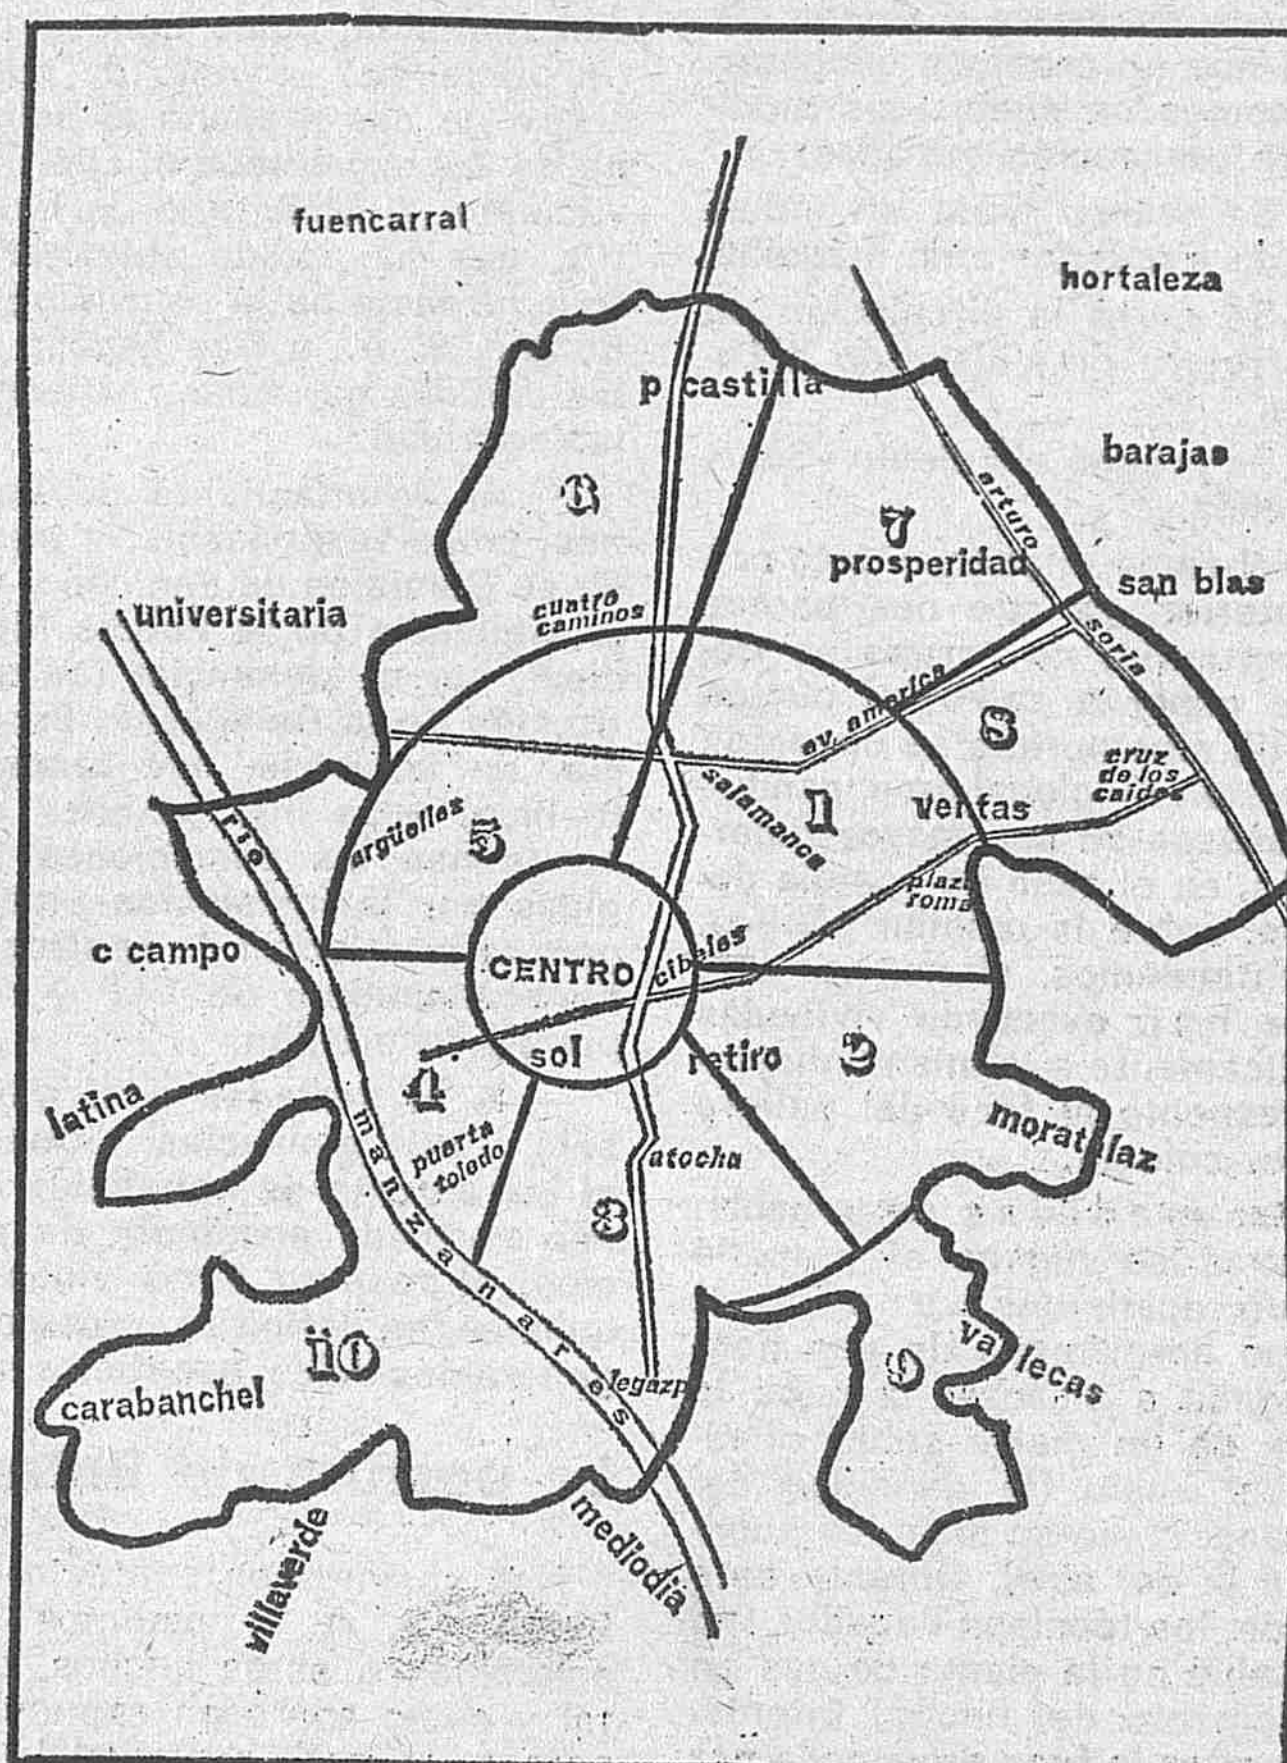 fuencarral
hortaleza
p castilla
barajas
6
7
arturo
prosperidad
san blas
cuatro
caminos
universitaria
soria
av. america
8
cruz
de los
caidos
salamanca
1
ventas
rio
argüelles
5
plaza
roma
c campo
CENTRO
cibeles
sol
retiro
2
4
latina
manzanares
puerta
toledo
atocha
moratalaz
3
vallecas
10
9
carabanchel
legazpi
villaverde
mediodia